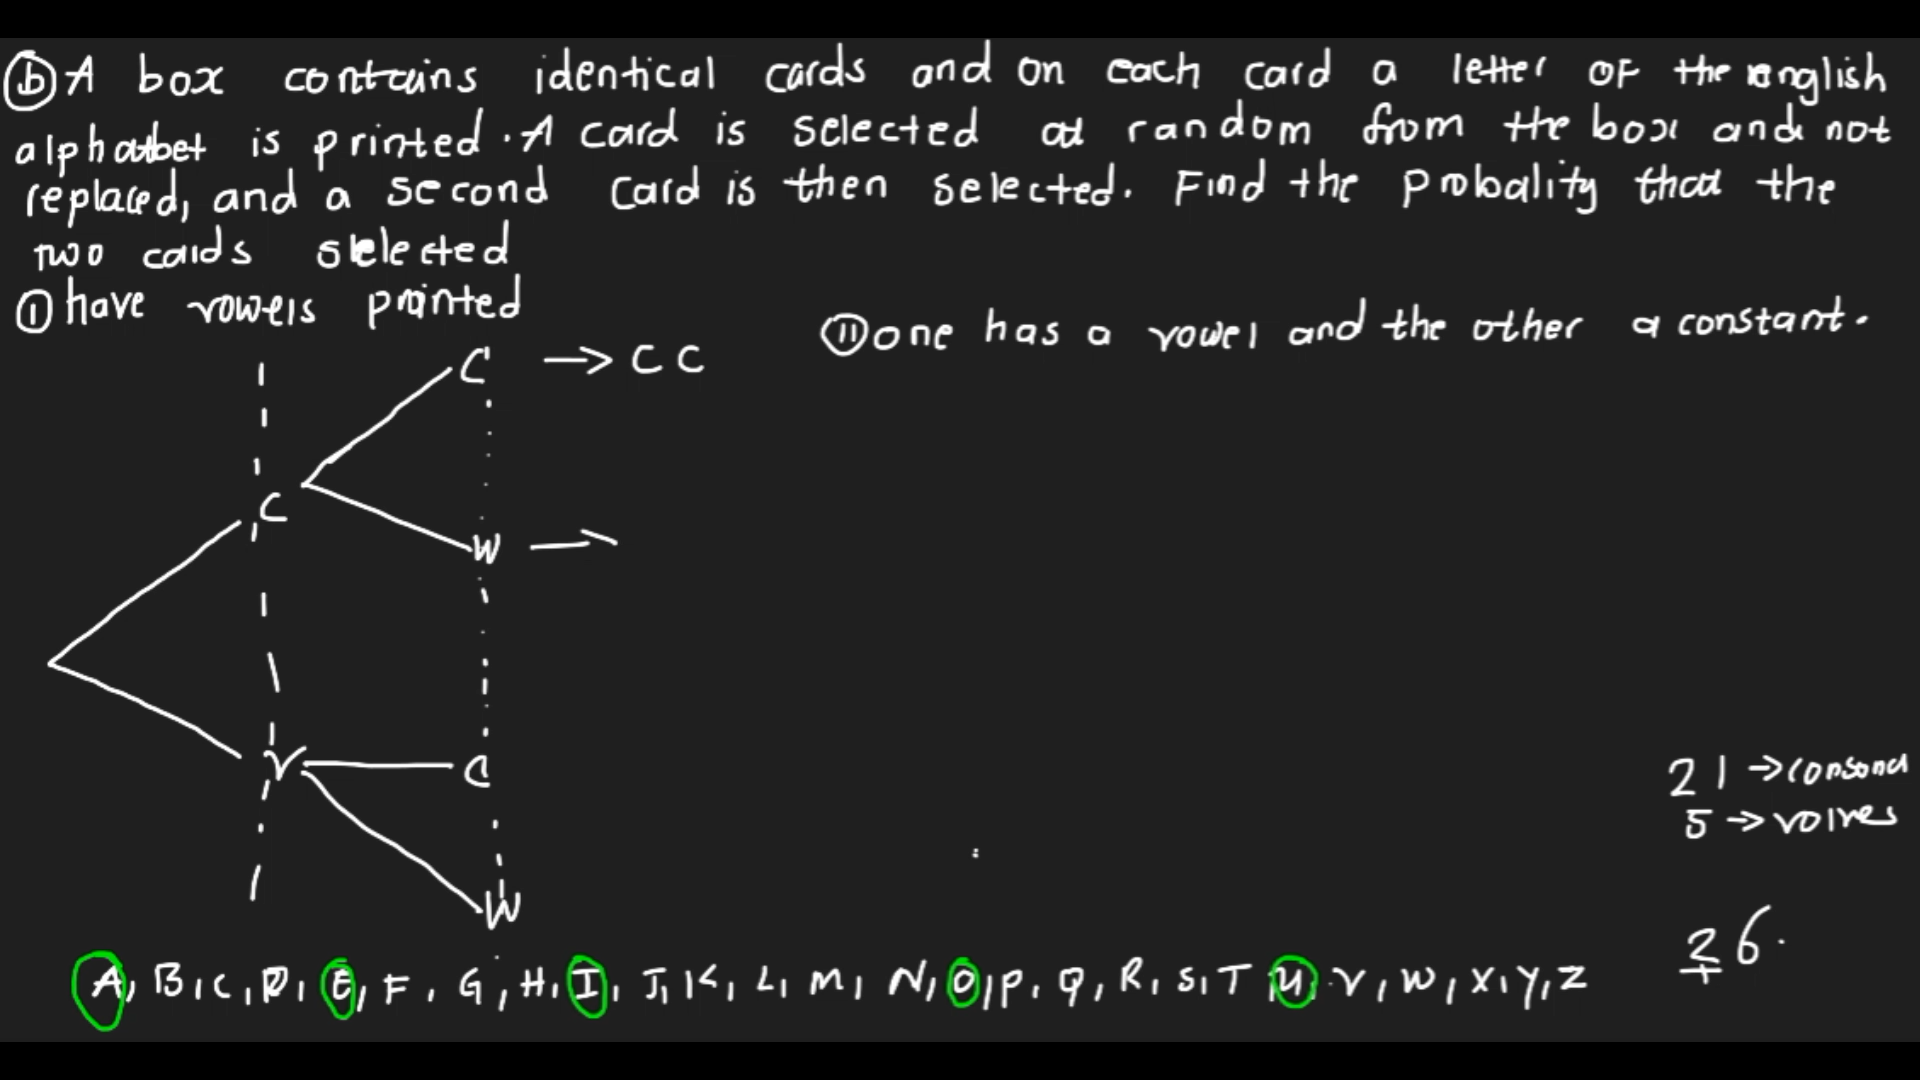 (b) A box contains identical cards and on each card a letter of the english
alphabet is printed. A card is selected at random from the box and not
replaced, and a second card is then selected. Find the probality that the
two cards selected
(i) have vowels printed
(ii) one has a vowel and the other a constant.
C → C C
C
W →
V
C
W
21 → consona
5 →
26.
A, B, C, D, E, F, G, H, I, J, K, L, M, N, O, P, Q, R, S, T U, V, W, X, Y, Z